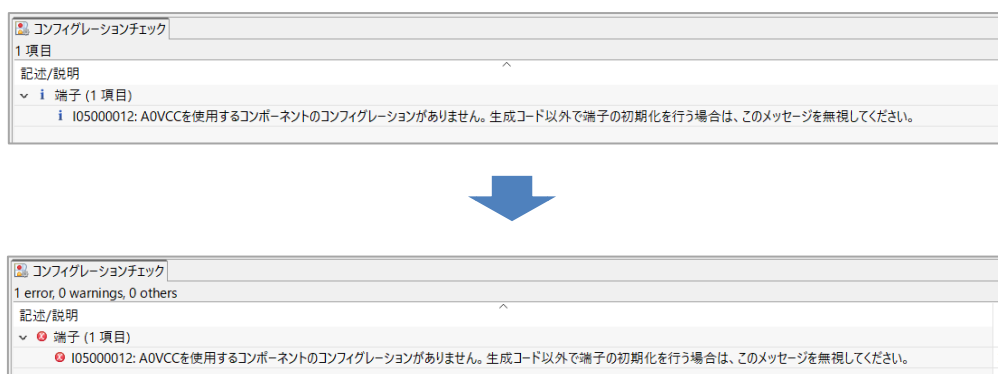 コンフィグレーションチェック
1 項目
記述/説明
i 端子 (1 項目)
i I05000012: A0VCCを使用するコンポーネントのコンフィグレーションがありません。生成コード以外で端子の初期化を行う場合は、このメッセージを無視してください。
コンフィグレーションチェック
1 error, 0 warnings, 0 others
記述/説明
端子 (1 項目)
I05000012: A0VCCを使用するコンポーネントのコンフィグレーションがありません。生成コード以外で端子の初期化を行う場合は、このメッセージを無視してください。